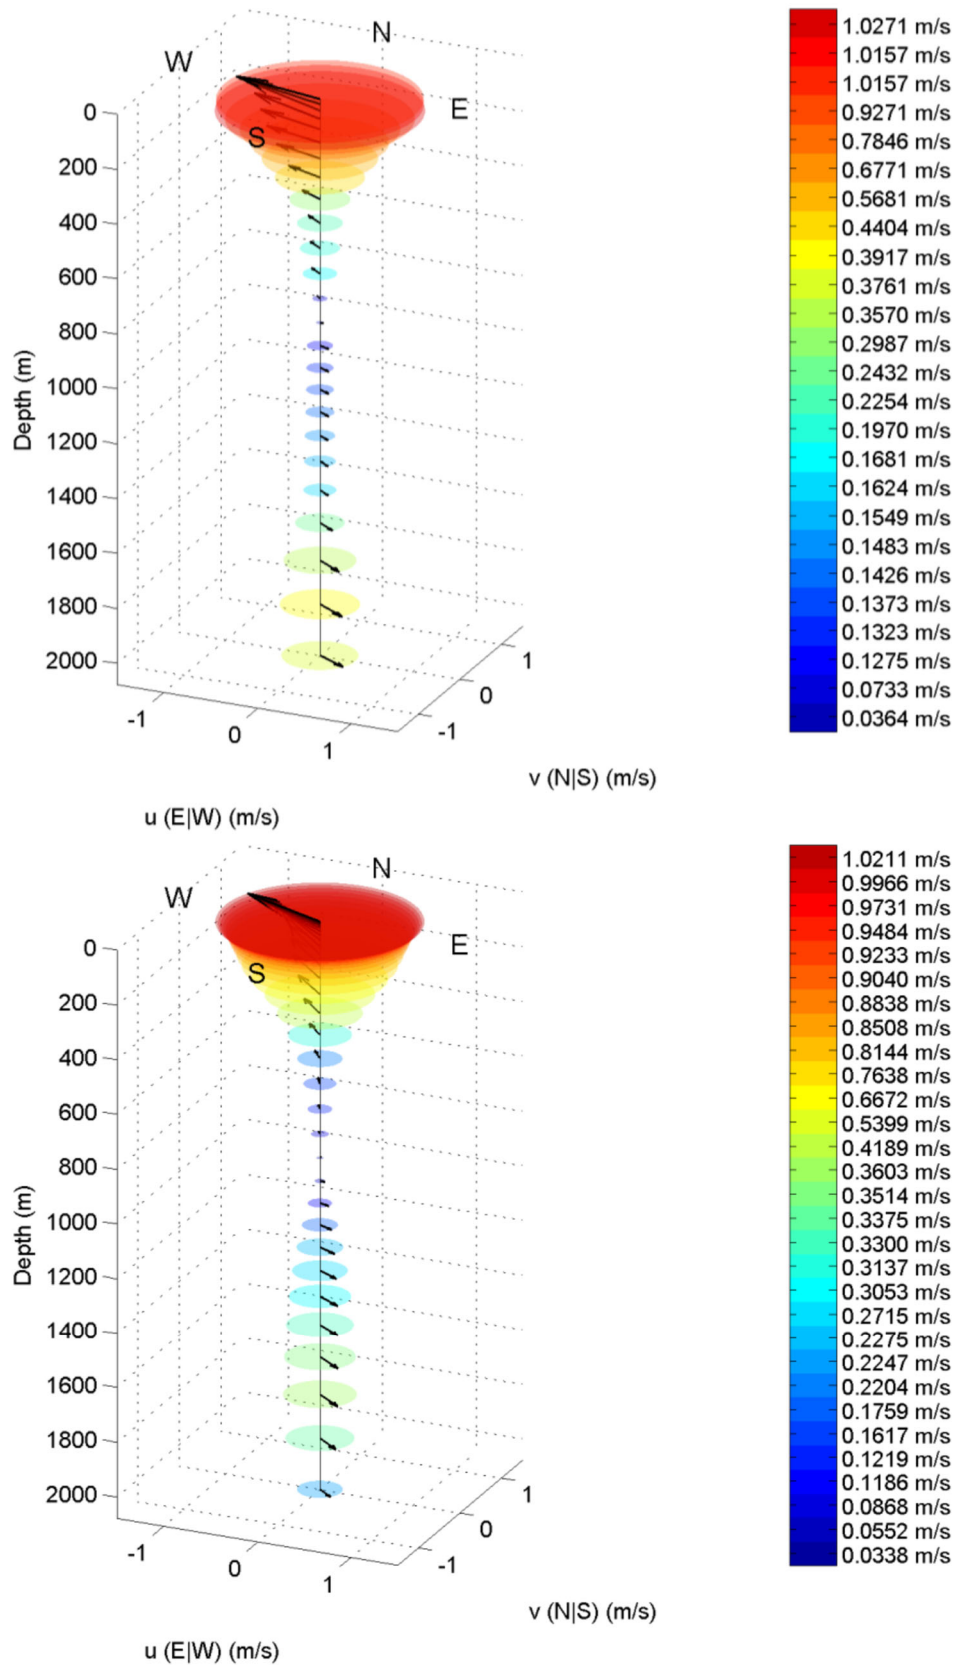 N
W
E
S
0
200
400
600
800
1000
1200
1400
1600
1800
2000
Depth (m)
-1
0
1
u (E|W) (m/s)
-1
0
1
v (N|S) (m/s)
1.0271 m/s
1.0157 m/s
1.0157 m/s
0.9271 m/s
0.7846 m/s
0.6771 m/s
0.5681 m/s
0.4404 m/s
0.3917 m/s
0.3761 m/s
0.3570 m/s
0.2987 m/s
0.2432 m/s
0.2254 m/s
0.1970 m/s
0.1681 m/s
0.1624 m/s
0.1549 m/s
0.1483 m/s
0.1426 m/s
0.1373 m/s
0.1323 m/s
0.1275 m/s
0.0733 m/s
0.0364 m/s
N
W
E
S
0
200
400
600
800
1000
1200
1400
1600
1800
2000
Depth (m)
-1
0
1
u (E|W) (m/s)
-1
0
1
v (N|S) (m/s)
1.0211 m/s
0.9966 m/s
0.9731 m/s
0.9484 m/s
0.9233 m/s
0.9040 m/s
0.8838 m/s
0.8508 m/s
0.8144 m/s
0.7638 m/s
0.6672 m/s
0.5399 m/s
0.4189 m/s
0.3603 m/s
0.3514 m/s
0.3375 m/s
0.3300 m/s
0.3137 m/s
0.3053 m/s
0.2715 m/s
0.2275 m/s
0.2247 m/s
0.2204 m/s
0.1759 m/s
0.1617 m/s
0.1219 m/s
0.1186 m/s
0.0868 m/s
0.0552 m/s
0.0338 m/s